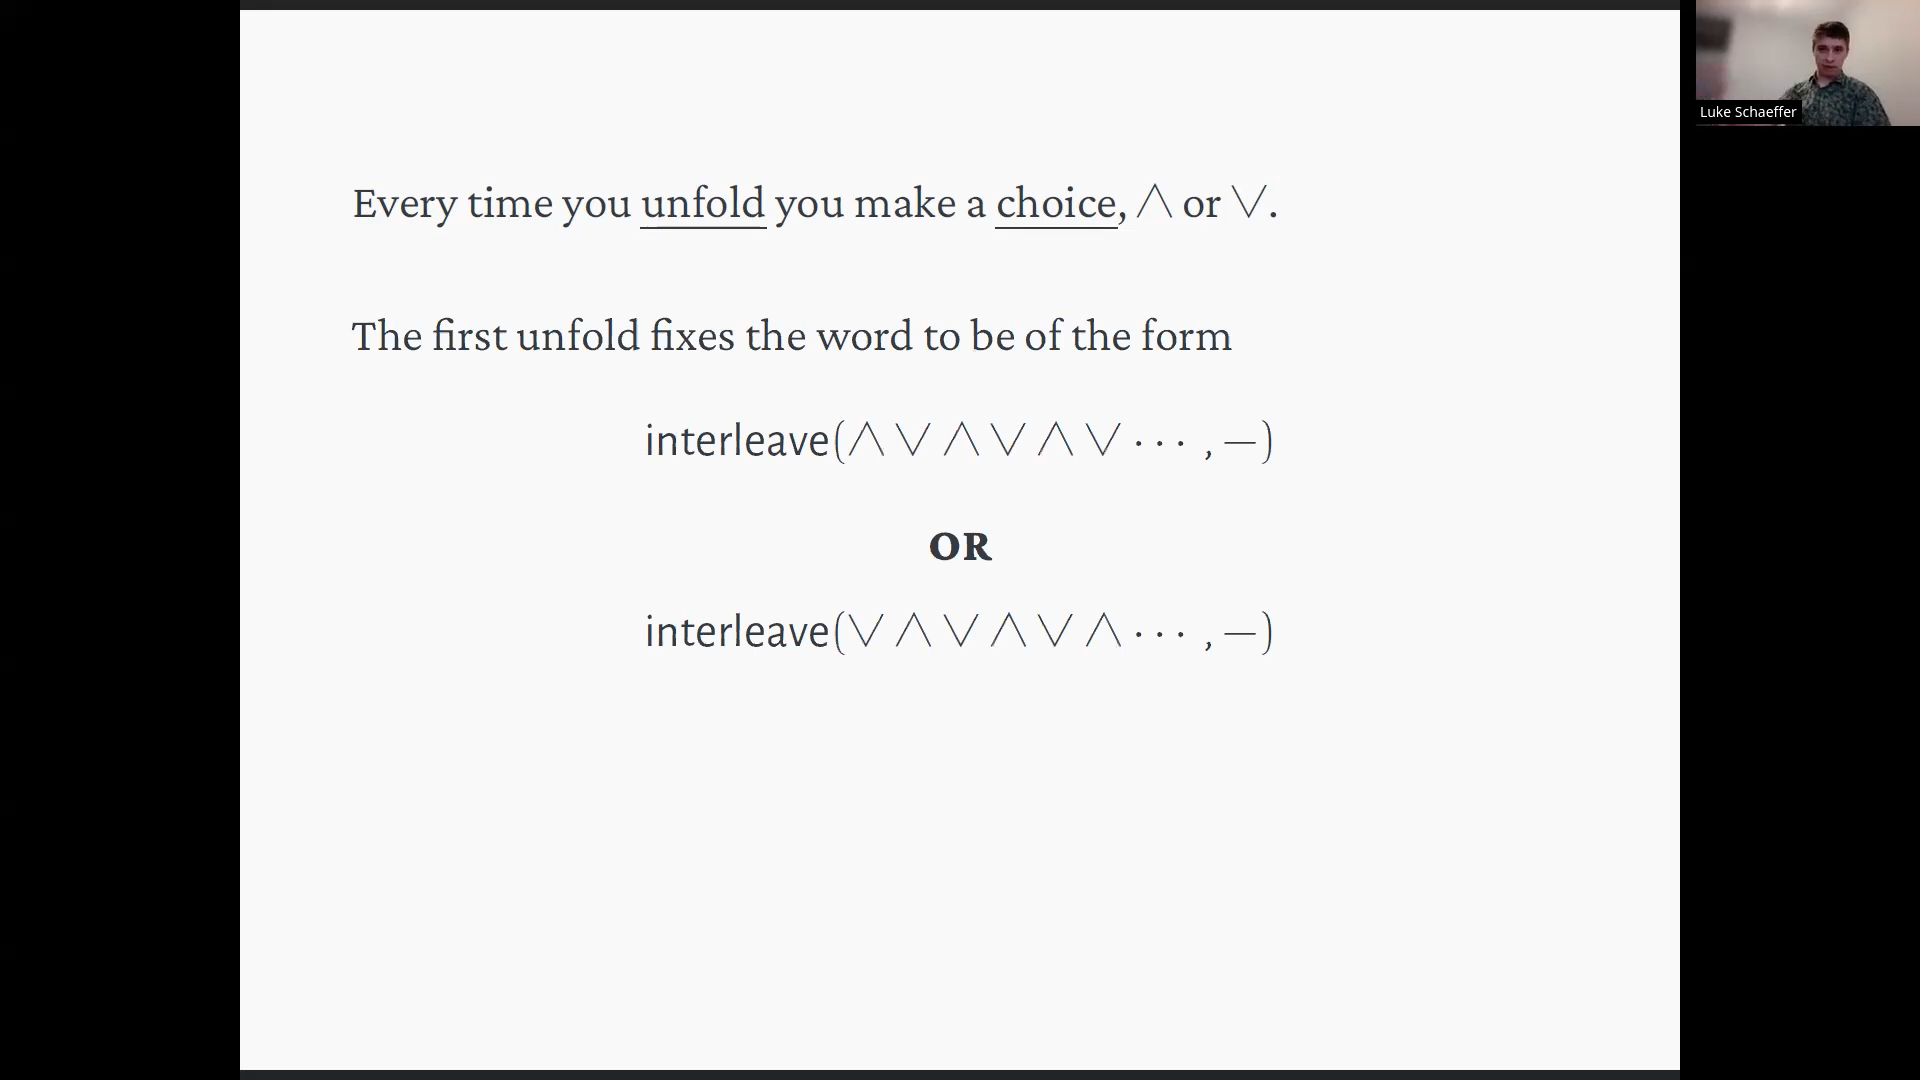 Every time you unfold you make a choice, ∧ or ∨.
The first unfold fixes the word to be of the form
interleave(∧ ∨ ∧ ∨ ∧ ∨ · · · , −)
OR
interleave(∨ ∧ ∨ ∧ ∨ ∧ · · · , −)
Luke Schaeffer